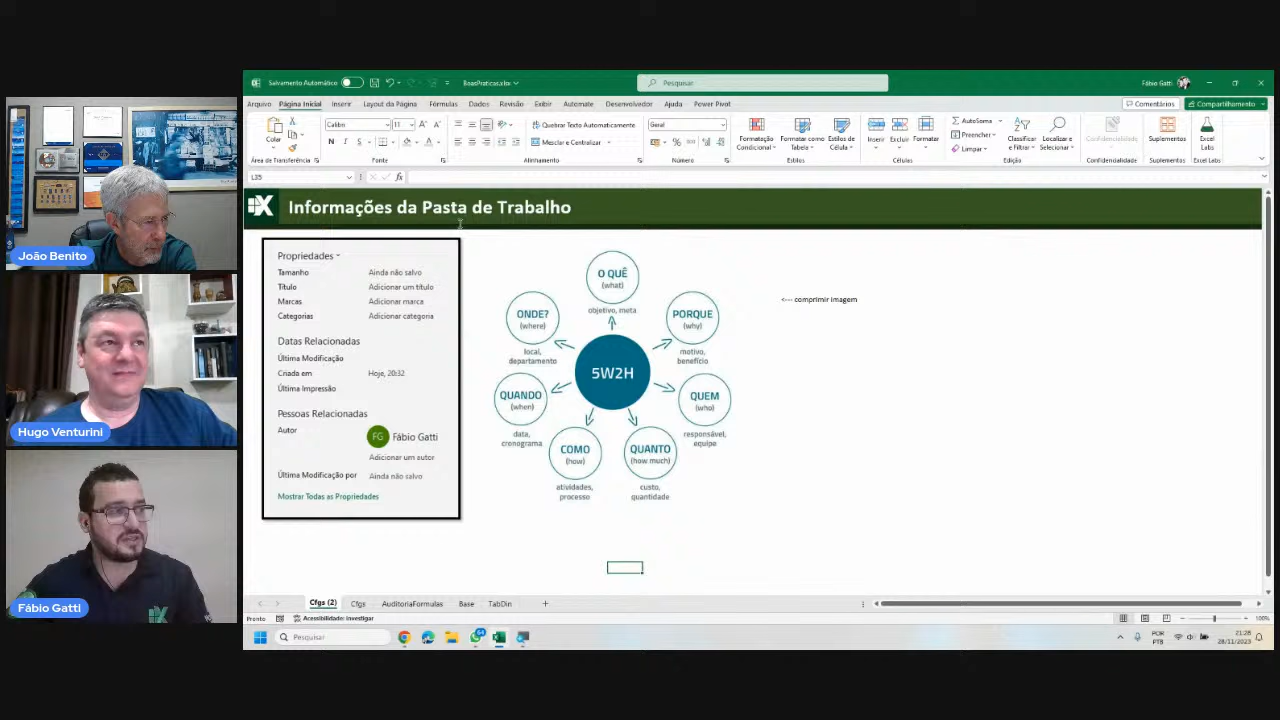 João Benito
Hugo Venturini
Fábio Gatti
Salvamento Automático
BoasPraticas.xlsx
Pesquisar
Fábio Gatti
Arquivo Página Inicial Inserir Layout da Página Fórmulas Dados Revisão Exibir Automate Desenvolvedor Ajuda Power Pivot
Comentários Compartilhamento
Colar
Calibri 11
N I S
Quebrar Texto Automaticamente
Mesclar e Centralizar
Geral
Formatação Condicional
Formatar como Tabela
Estilos de Célula
Inserir Excluir Formatar
AutoSoma
Preencher
Limpar
Classificar e Filtrar
Localizar e Selecionar
Confidencialidade
Suplementos
Excel Labs
Área de Transferência Fonte Alinhamento Número Estilos Células Edição Confidencialidade Suplementos Excel Labs
L35
fx
Informações da Pasta de Trabalho
Propriedades
Tamanho Ainda não salvo
Título Adicionar um título
Marcas Adicionar marca
Categorias Adicionar categoria
Datas Relacionadas
Última Modificação
Criada em Hoje, 20:32
Última Impressão
Pessoas Relacionadas
Autor
FG Fábio Gatti
Adicionar um autor
Última Modificação por Ainda não salvo
Mostrar Todas as Propriedades
O QUÊ
(what)
objetivo, meta
ONDE?
(where)
local,
departamento
PORQUE
(why)
motivo,
benefício
5W2H
QUANDO
(when)
data,
cronograma
QUEM
(who)
responsável,
equipe
COMO
(how)
atividades,
processo
QUANTO
(how much)
custo,
quantidade
<--- comprimir imagem
Cfgs (2) Cfgs AuditoriaFormulas Base TabDin
Pronto Acessibilidade: investigar
100%
Pesquisar
POR
PTB
21:28
28/11/2023